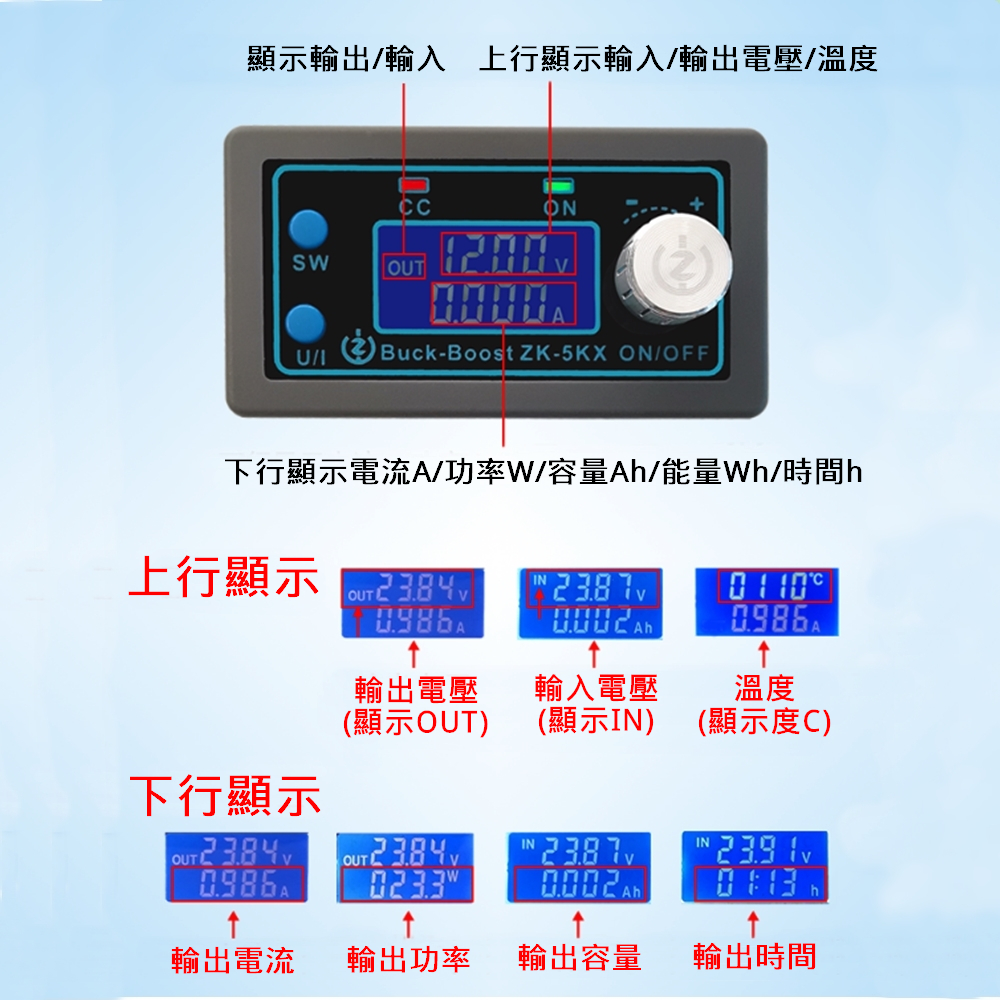 顯示輸出/輸入 上行顯示輸入/輸出電壓/溫度
CC ON - +
SW
OUT 12.00 V
0.000 A
U/I Buck-Boost ZK-5KX ON/OFF
下行顯示電流A/功率W/容量Ah/能量Wh/時間h
上行顯示
OUT 23.84 V
0.986 A
IN 23.87 V
0.002 Ah
0110 °C
0.986 A
輸出電壓
(顯示OUT)
輸入電壓
(顯示IN)
溫度
(顯示度C)
下行顯示
OUT 23.84 V
0.986 A
OUT 23.84 V
023.3 W
IN 23.87 V
0.002 Ah
IN 23.91 V
01:13 h
輸出電流 輸出功率 輸出容量 輸出時間